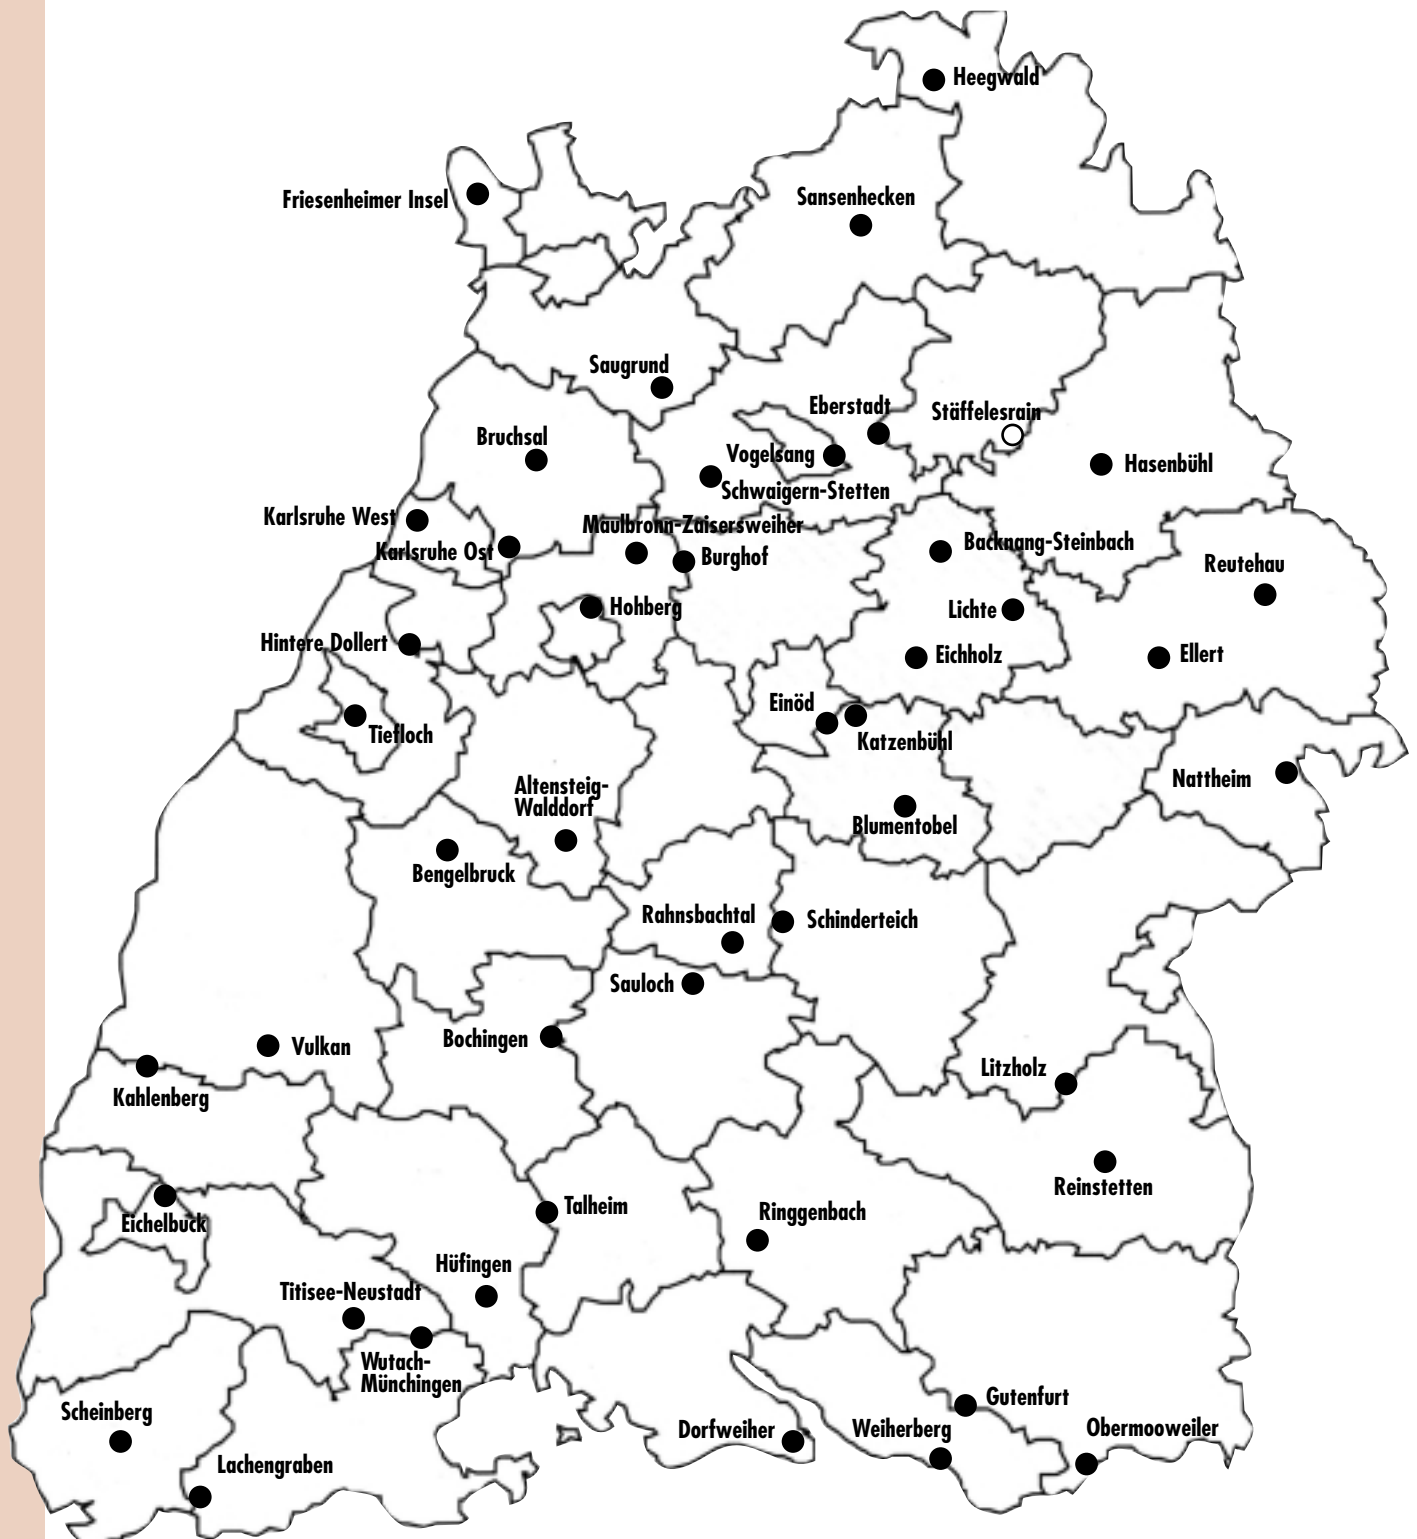 Heegwald
Friesenheimer Insel
Sansenhecken
Saugrund
Eberstadt
Stäffelesrain
Bruchsal
Vogelsang
Hasenbühl
Schwaigern-Stetten
Karlsruhe West
Maulbronn-Zaisersweiher
Karlsruhe Ost
Burghof
Backnang-Steinbach
Reutehau
Hohberg
Lichte
Hintere Dollert
Eichholz
Ellert
Einöd
Tiefloch
Katzenbühl
Nattheim
Altensteig-
Walddorf
Blumentobel
Bengelbruck
Rahnsbachtal
Schinderteich
Sauloch
Bochingen
Vulkan
Litzholz
Kahlenberg
Reinstetten
Talheim
Ringgenbach
Eichelbuck
Hüfingen
Titisee-Neustadt
Wutach-
Münchingen
Gutenfurt
Scheinberg
Dorfweiher
Weiherberg
Obermooweiler
Lachengraben